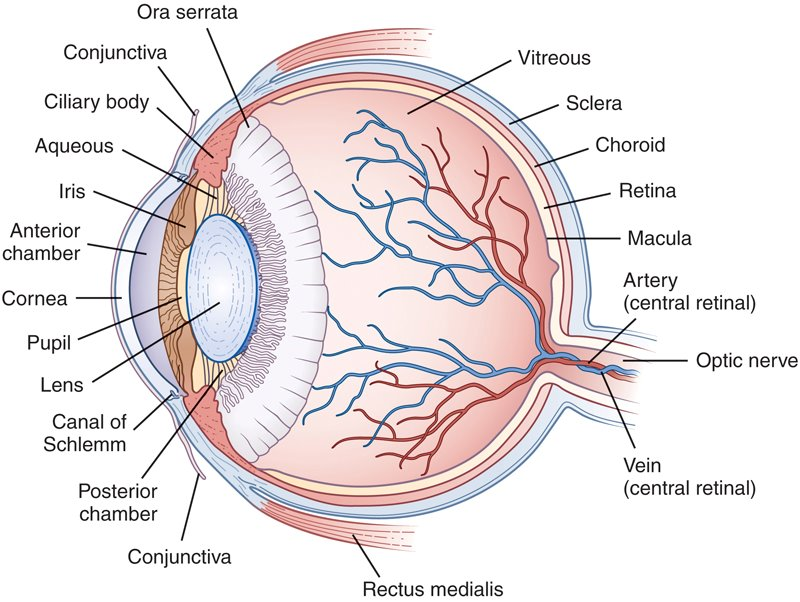 Ora serrata
Conjunctiva
Ciliary body
Aqueous
Iris
Anterior
chamber
Cornea
Pupil
Lens
Canal of
Schlemm
Posterior
chamber
Conjunctiva
Vitreous
Sclera
Choroid
Retina
Macula
Artery
(central retinal)
Optic nerve
Vein
(central retinal)
Rectus medialis